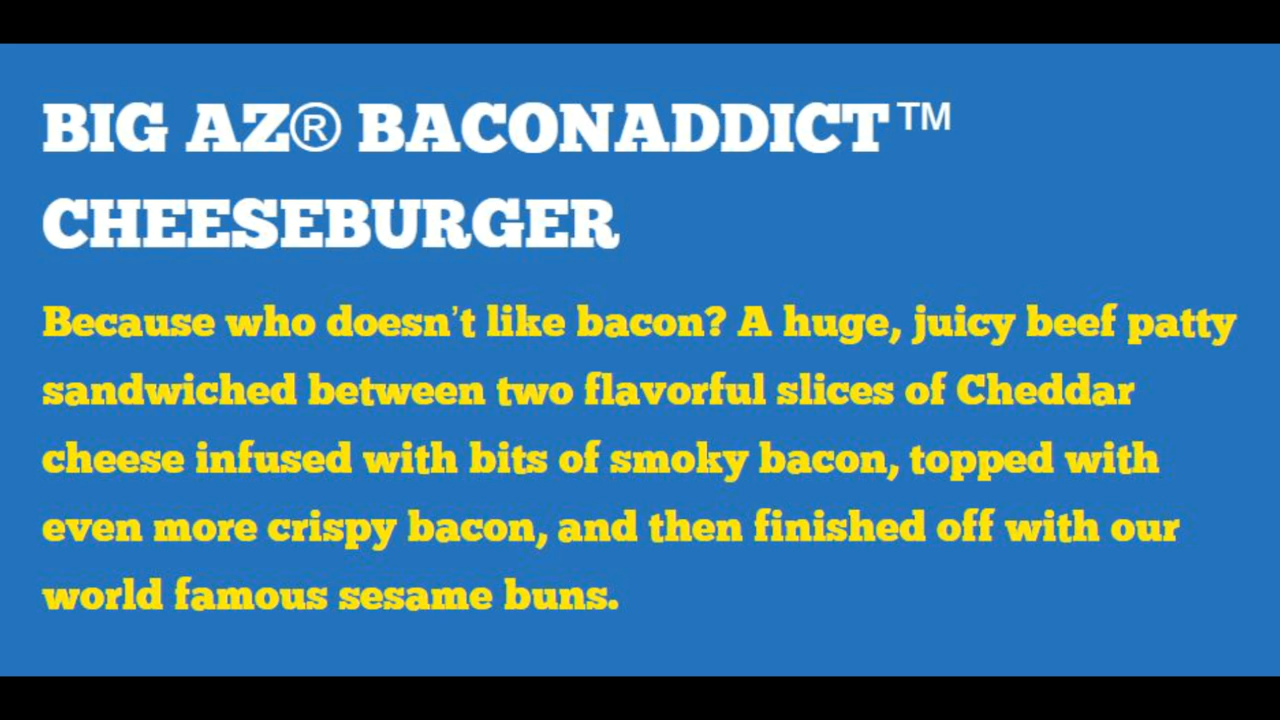 BIG AZ® BACONADDICT™
CHEESEBURGER
Because who doesn't like bacon? A huge, juicy beef patty
sandwiched between two flavorful slices of Cheddar
cheese infused with bits of smoky bacon, topped with
even more crispy bacon, and then finished off with our
world famous sesame buns.